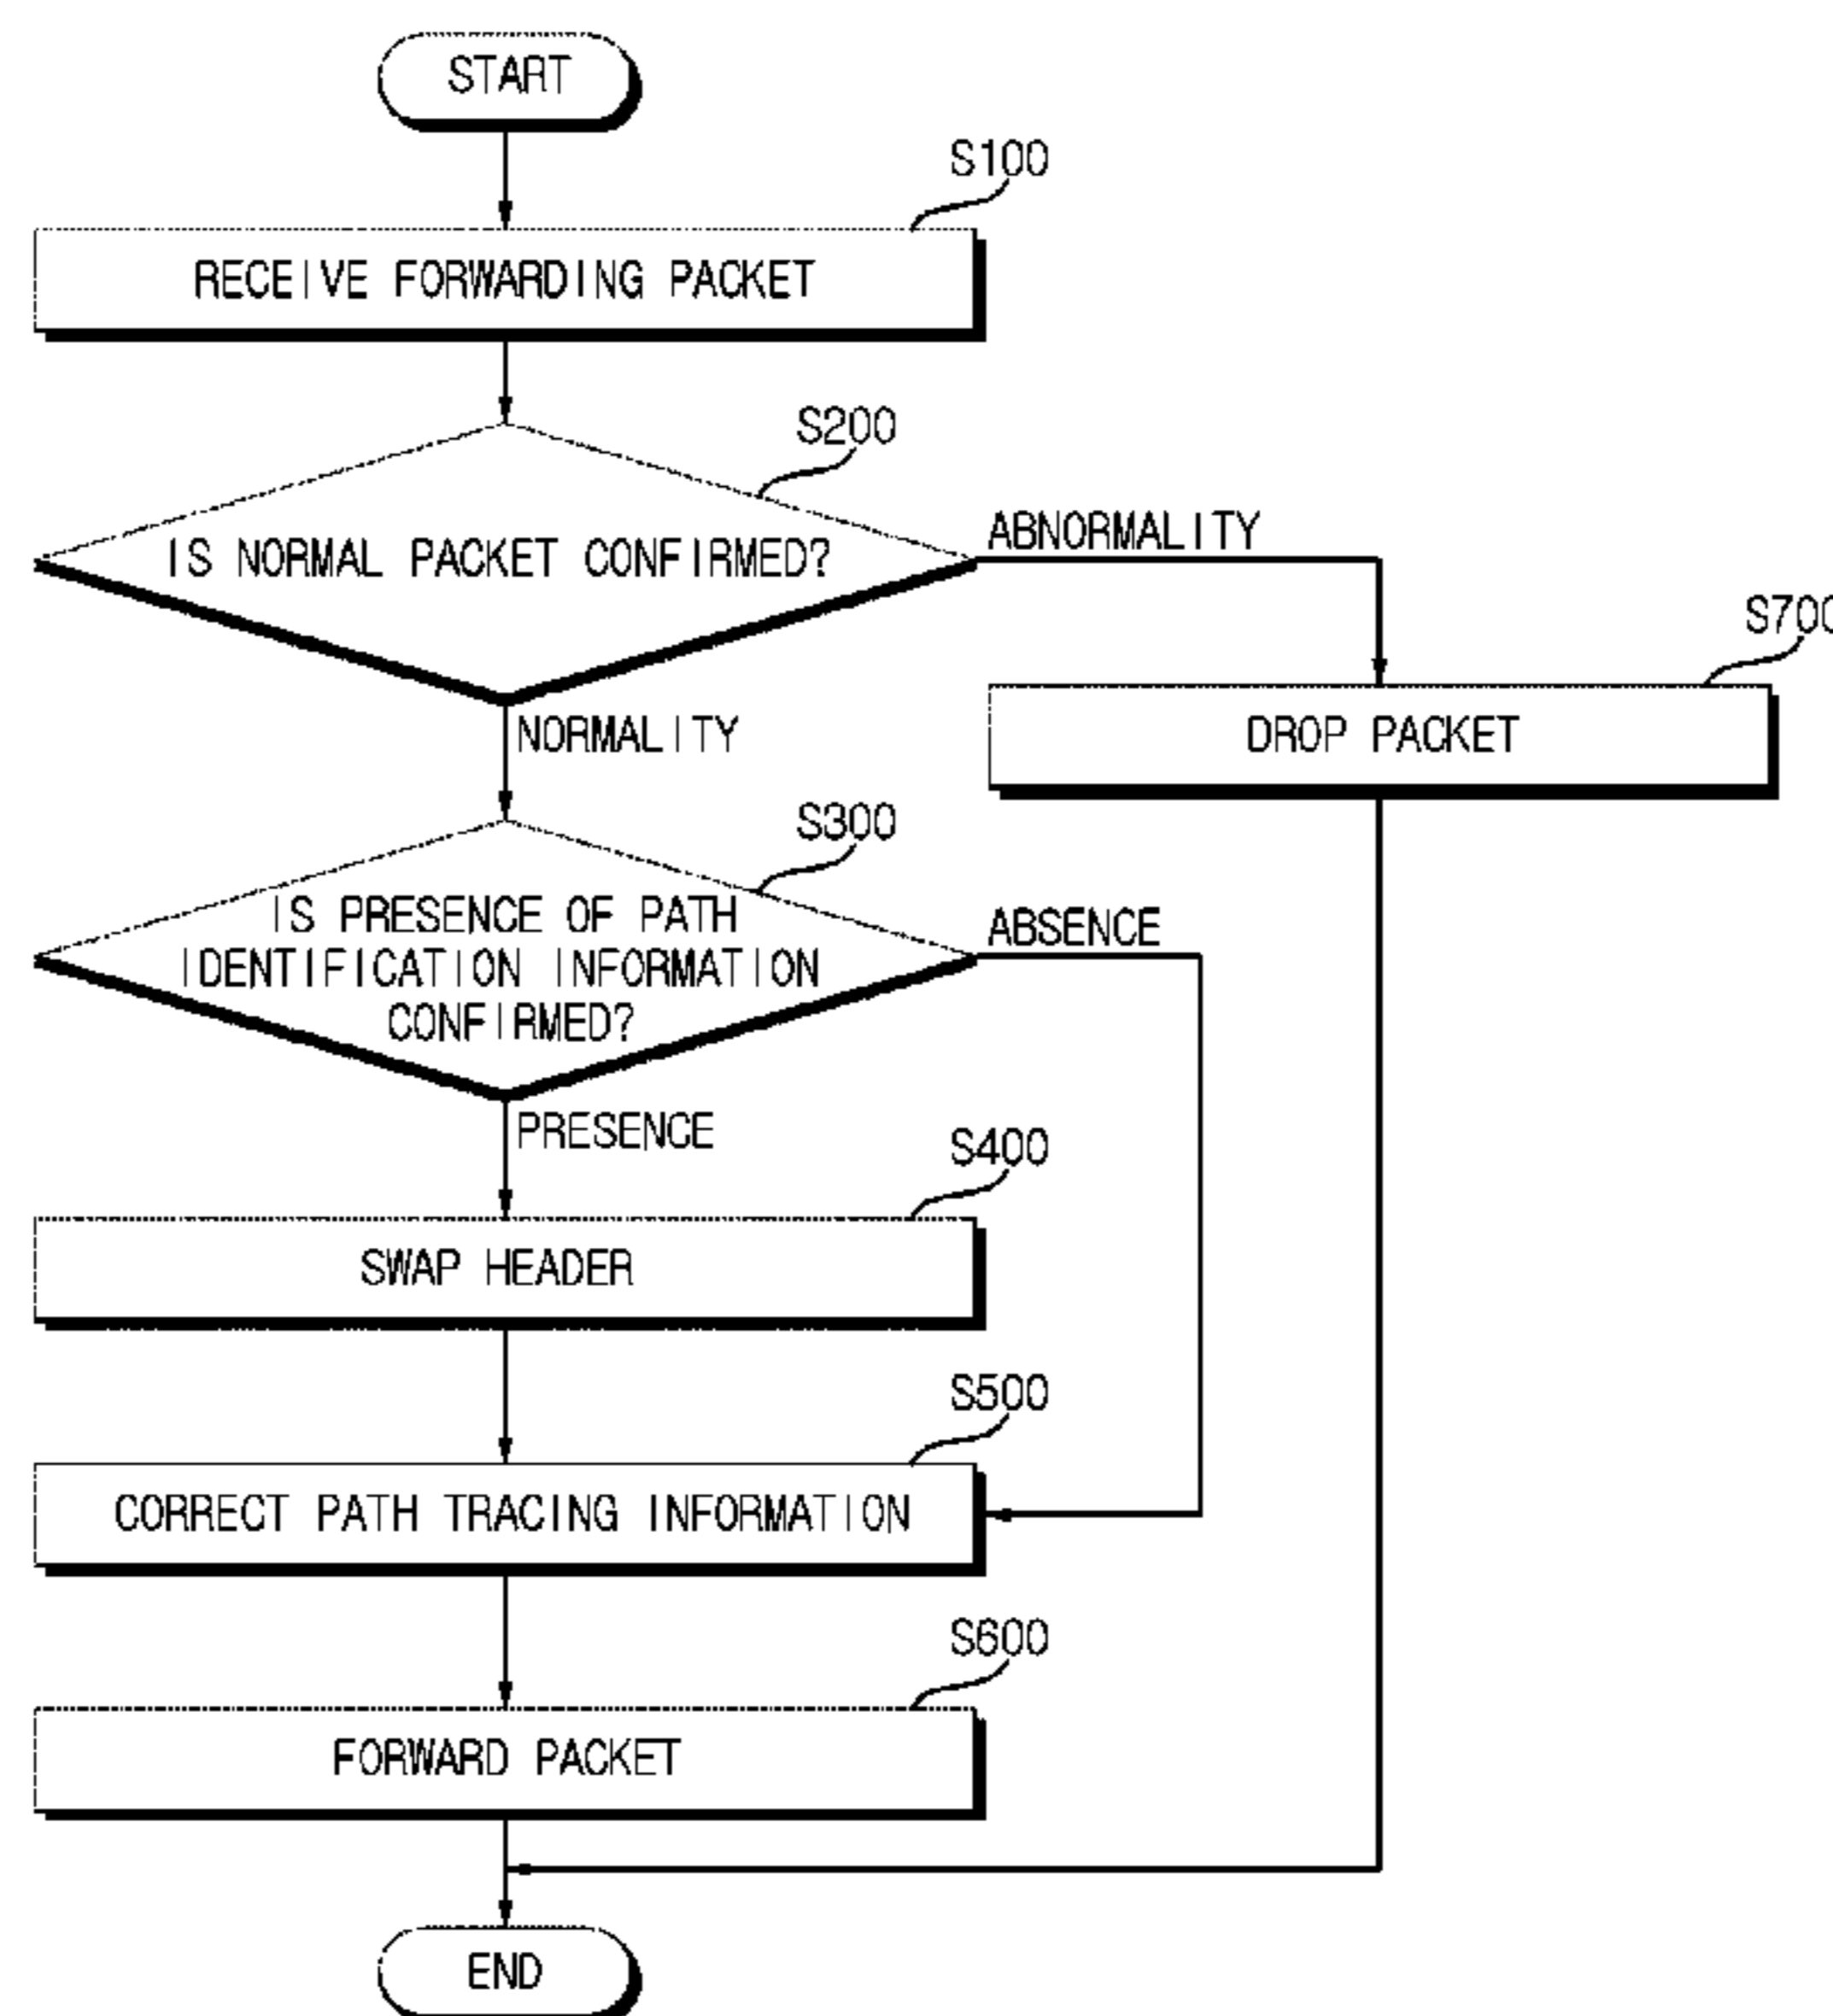 START
S100
RECEIVE FORWARDING PACKET
S200
IS NORMAL PACKET CONFIRMED?
ABNORMALITY
S700
DROP PACKET
NORMALITY
S300
IS PRESENCE OF PATH
IDENTIFICATION INFORMATION
CONFIRMED?
ABSENCE
PRESENCE
S400
SWAP HEADER
S500
CORRECT PATH TRACING INFORMATION
S600
FORWARD PACKET
END